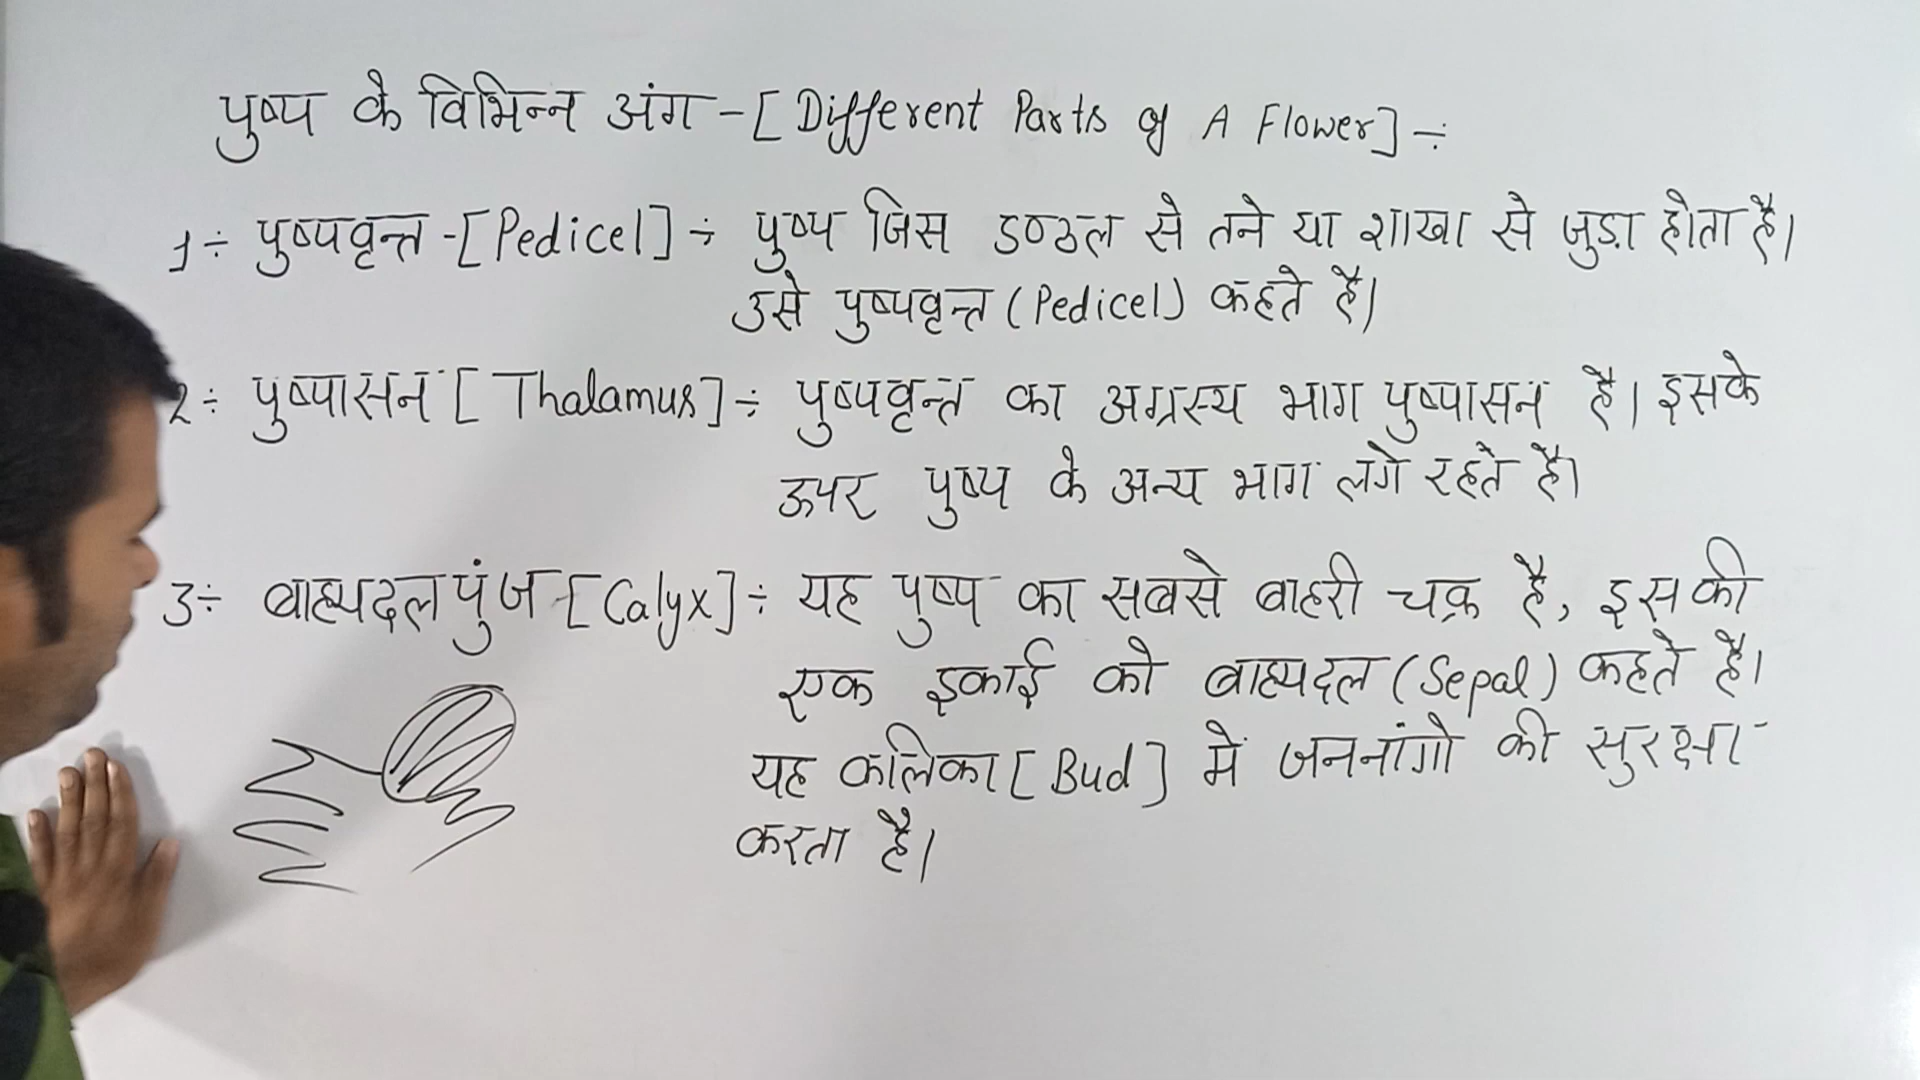 पुष्प के विभिन्न अंग -[Different Parts of A Flower] ÷
1÷ पुष्पवृन्त -[Pedicel] ÷ पुष्प जिस डण्ठल से तने या शाखा से जुड़ा होता है।
उसे पुष्पवृन्त (Pedicel) कहते है।
2÷ पुष्पासन [Thalamus] ÷ पुष्पवृन्त का अग्रस्य भाग पुष्पासन है। इसके
ऊपर पुष्प के अन्य भाग लगे रहते है।
3÷ बाह्यदलपुंज -[Calyx] ÷ यह पुष्प का सबसे बाहरी चक्र है, इसकी
एक इकाई को बाह्यदल (Sepal) कहते है।
यह कलिका [Bud] में जननांगो की सुरक्षा
करता है।